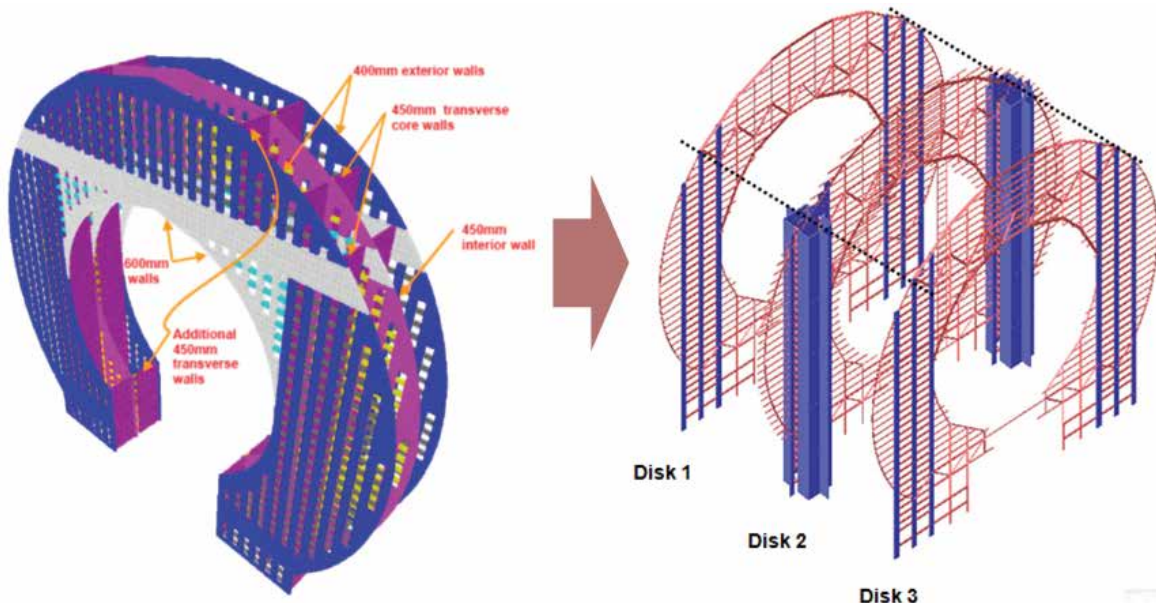 400mm exterior walls
450mm transverse
core walls
450mm
interior wall
600mm
walls
Additional
450mm
transverse
walls
Disk 1
Disk 2
Disk 3